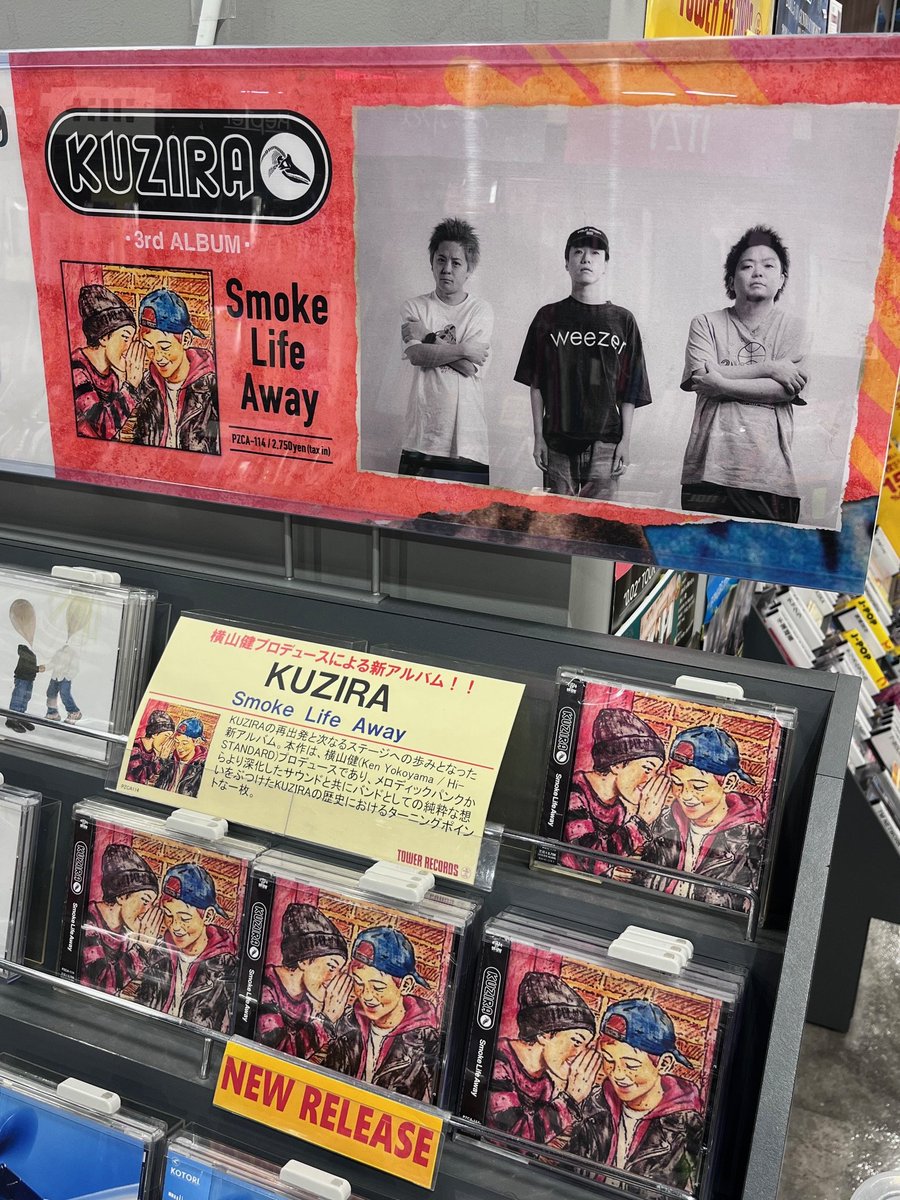 TOWER RECORDS
KUZIRA
・3rd ALBUM・
Smoke
Life
Away
PZCA-114 / 2.750yen (tax in)
weezer
ITZY
横山健プロデュースによる新アルバム！！
KUZIRA
Smoke Life Away
KUZIRAの再出発と次なるステージへの歩みとなった
新アルバム。本作は、横山健(Ken Yokoyama / Hi-
STANDARD)プロデュースであり、メロディックパンクか
らより深化したサウンドと共にバンドとしての純粋な想
いをぶつけたKUZIRAの歴史におけるターニングポイン
トな一枚。
PZCA114
TOWER RECORDS
KUZIRA
Smoke Life Away
KUZIRA
Smoke Life Away
KUZIRA
Smoke Life Away
KUZIRA
Smoke Life Away
NEW RELEASE
J-POP
J-POP
KOTORI